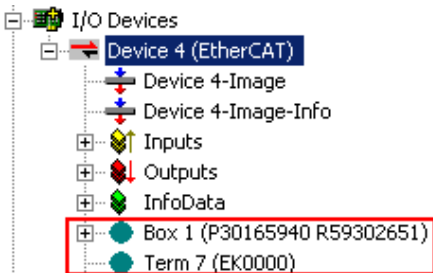 I/O Devices
Device 4 (EtherCAT)
Device 4-Image
Device 4-Image-Info
Inputs
Outputs
InfoData
Box 1 (P30165940 R59302651)
Term 7 (EK0000)